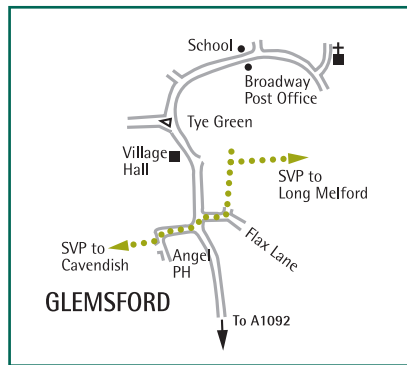 School
Broadway
Post Office
Tye Green
Village
Hall
SVP to
Long Melford
SVP to
Cavendish
Angel
PH
Flax Lane
GLEMSFORD
To A1092